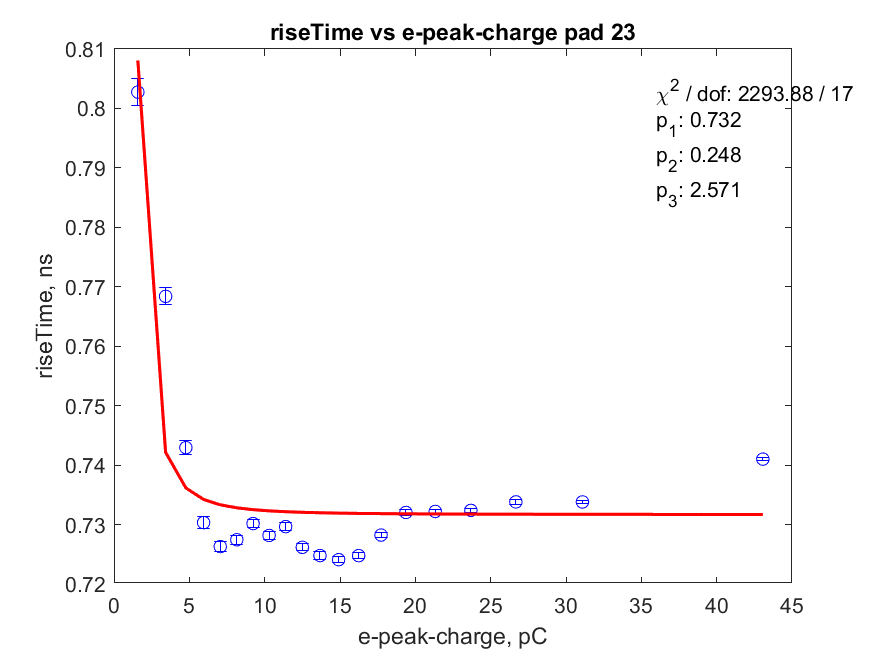 riseTime vs e-peak-charge pad 23
χ2 / dof: 2293.88 / 17
p1: 0.732
p2: 0.248
p3: 2.571
0.81
0.8
0.79
0.78
0.77
0.76
0.75
0.74
0.73
0.72
riseTime, ns
0 5 10 15 20 25 30 35 40 45
e-peak-charge, pC